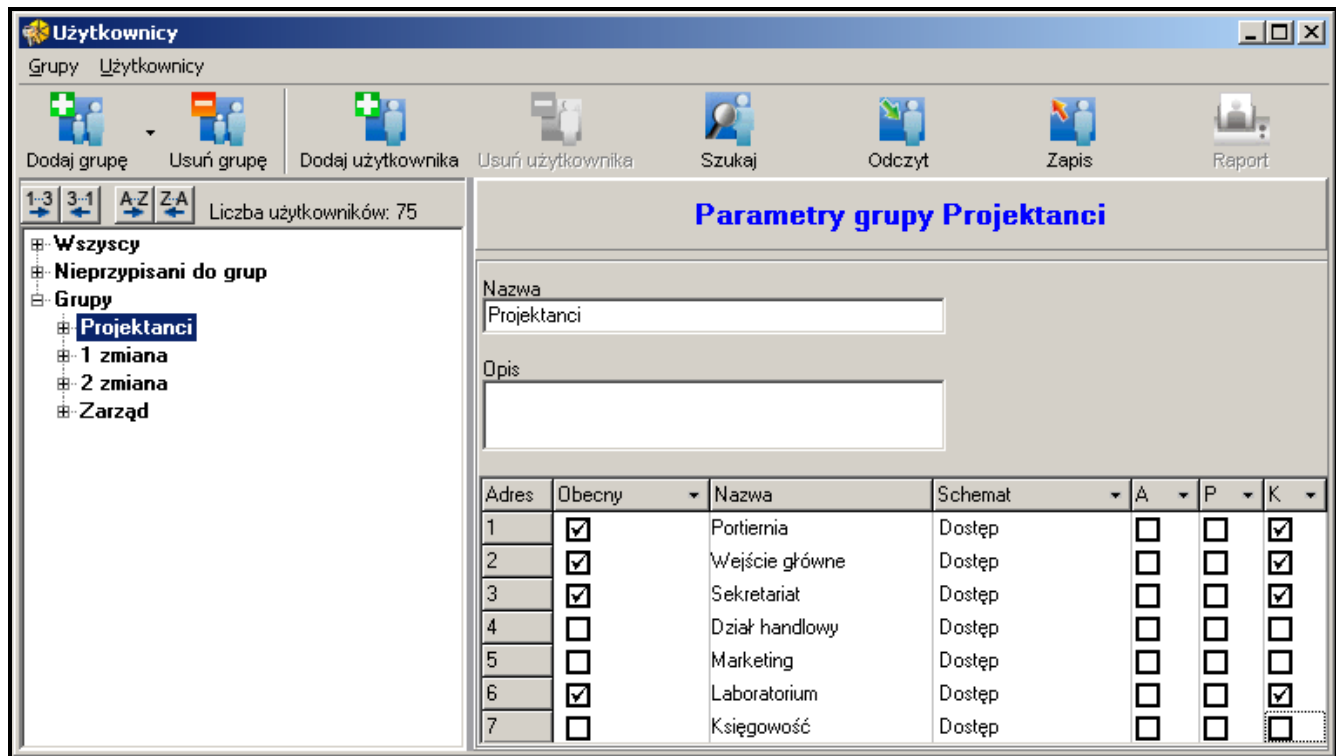 Użytkownicy
Grupy Użytkownicy
Dodaj grupę Usuń grupę Dodaj użytkownika Usuń użytkownika Szukaj Odczyt Zapis Raport
1··3 3··1 A··Z Z··A Liczba użytkowników: 75
Parametry grupy Projektanci
Wszyscy
Nieprzypisani do grup
Grupy
Projektanci
1 zmiana
2 zmiana
Zarząd
Nazwa
Projektanci
Opis
Adres Obecny Nazwa Schemat A P K
1 Portiernia Dostęp
2 Wejście główne Dostęp
3 Sekretariat Dostęp
4 Dział handlowy Dostęp
5 Marketing Dostęp
6 Laboratorium Dostęp
7 Księgowość Dostęp